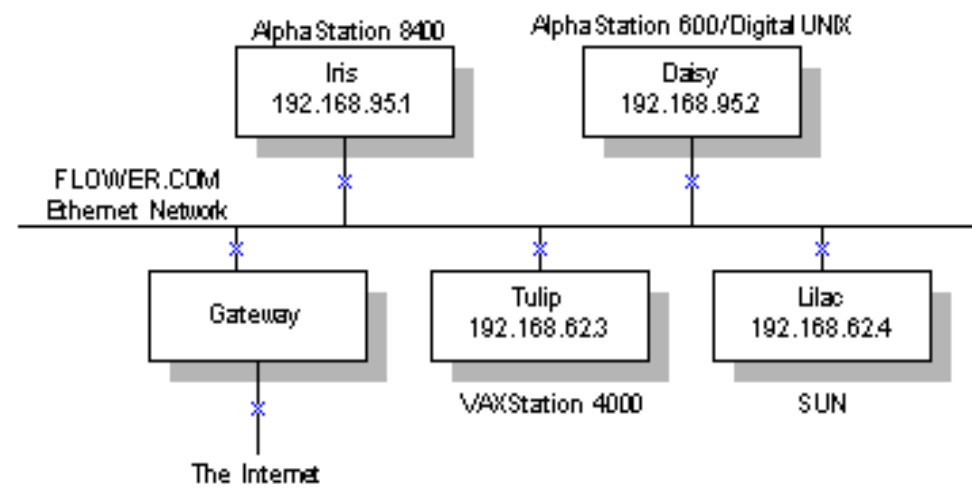 AlphaStation 8400
AlphaStation 600/Digital UNIX
Iris
192.168.95.1
Daisy
192.168.95.2
FLOWER.COM
Ethernet Network
Gateway
Tulip
192.168.62.3
Lilac
192.168.62.4
VAXStation 4000
SUN
The Internet